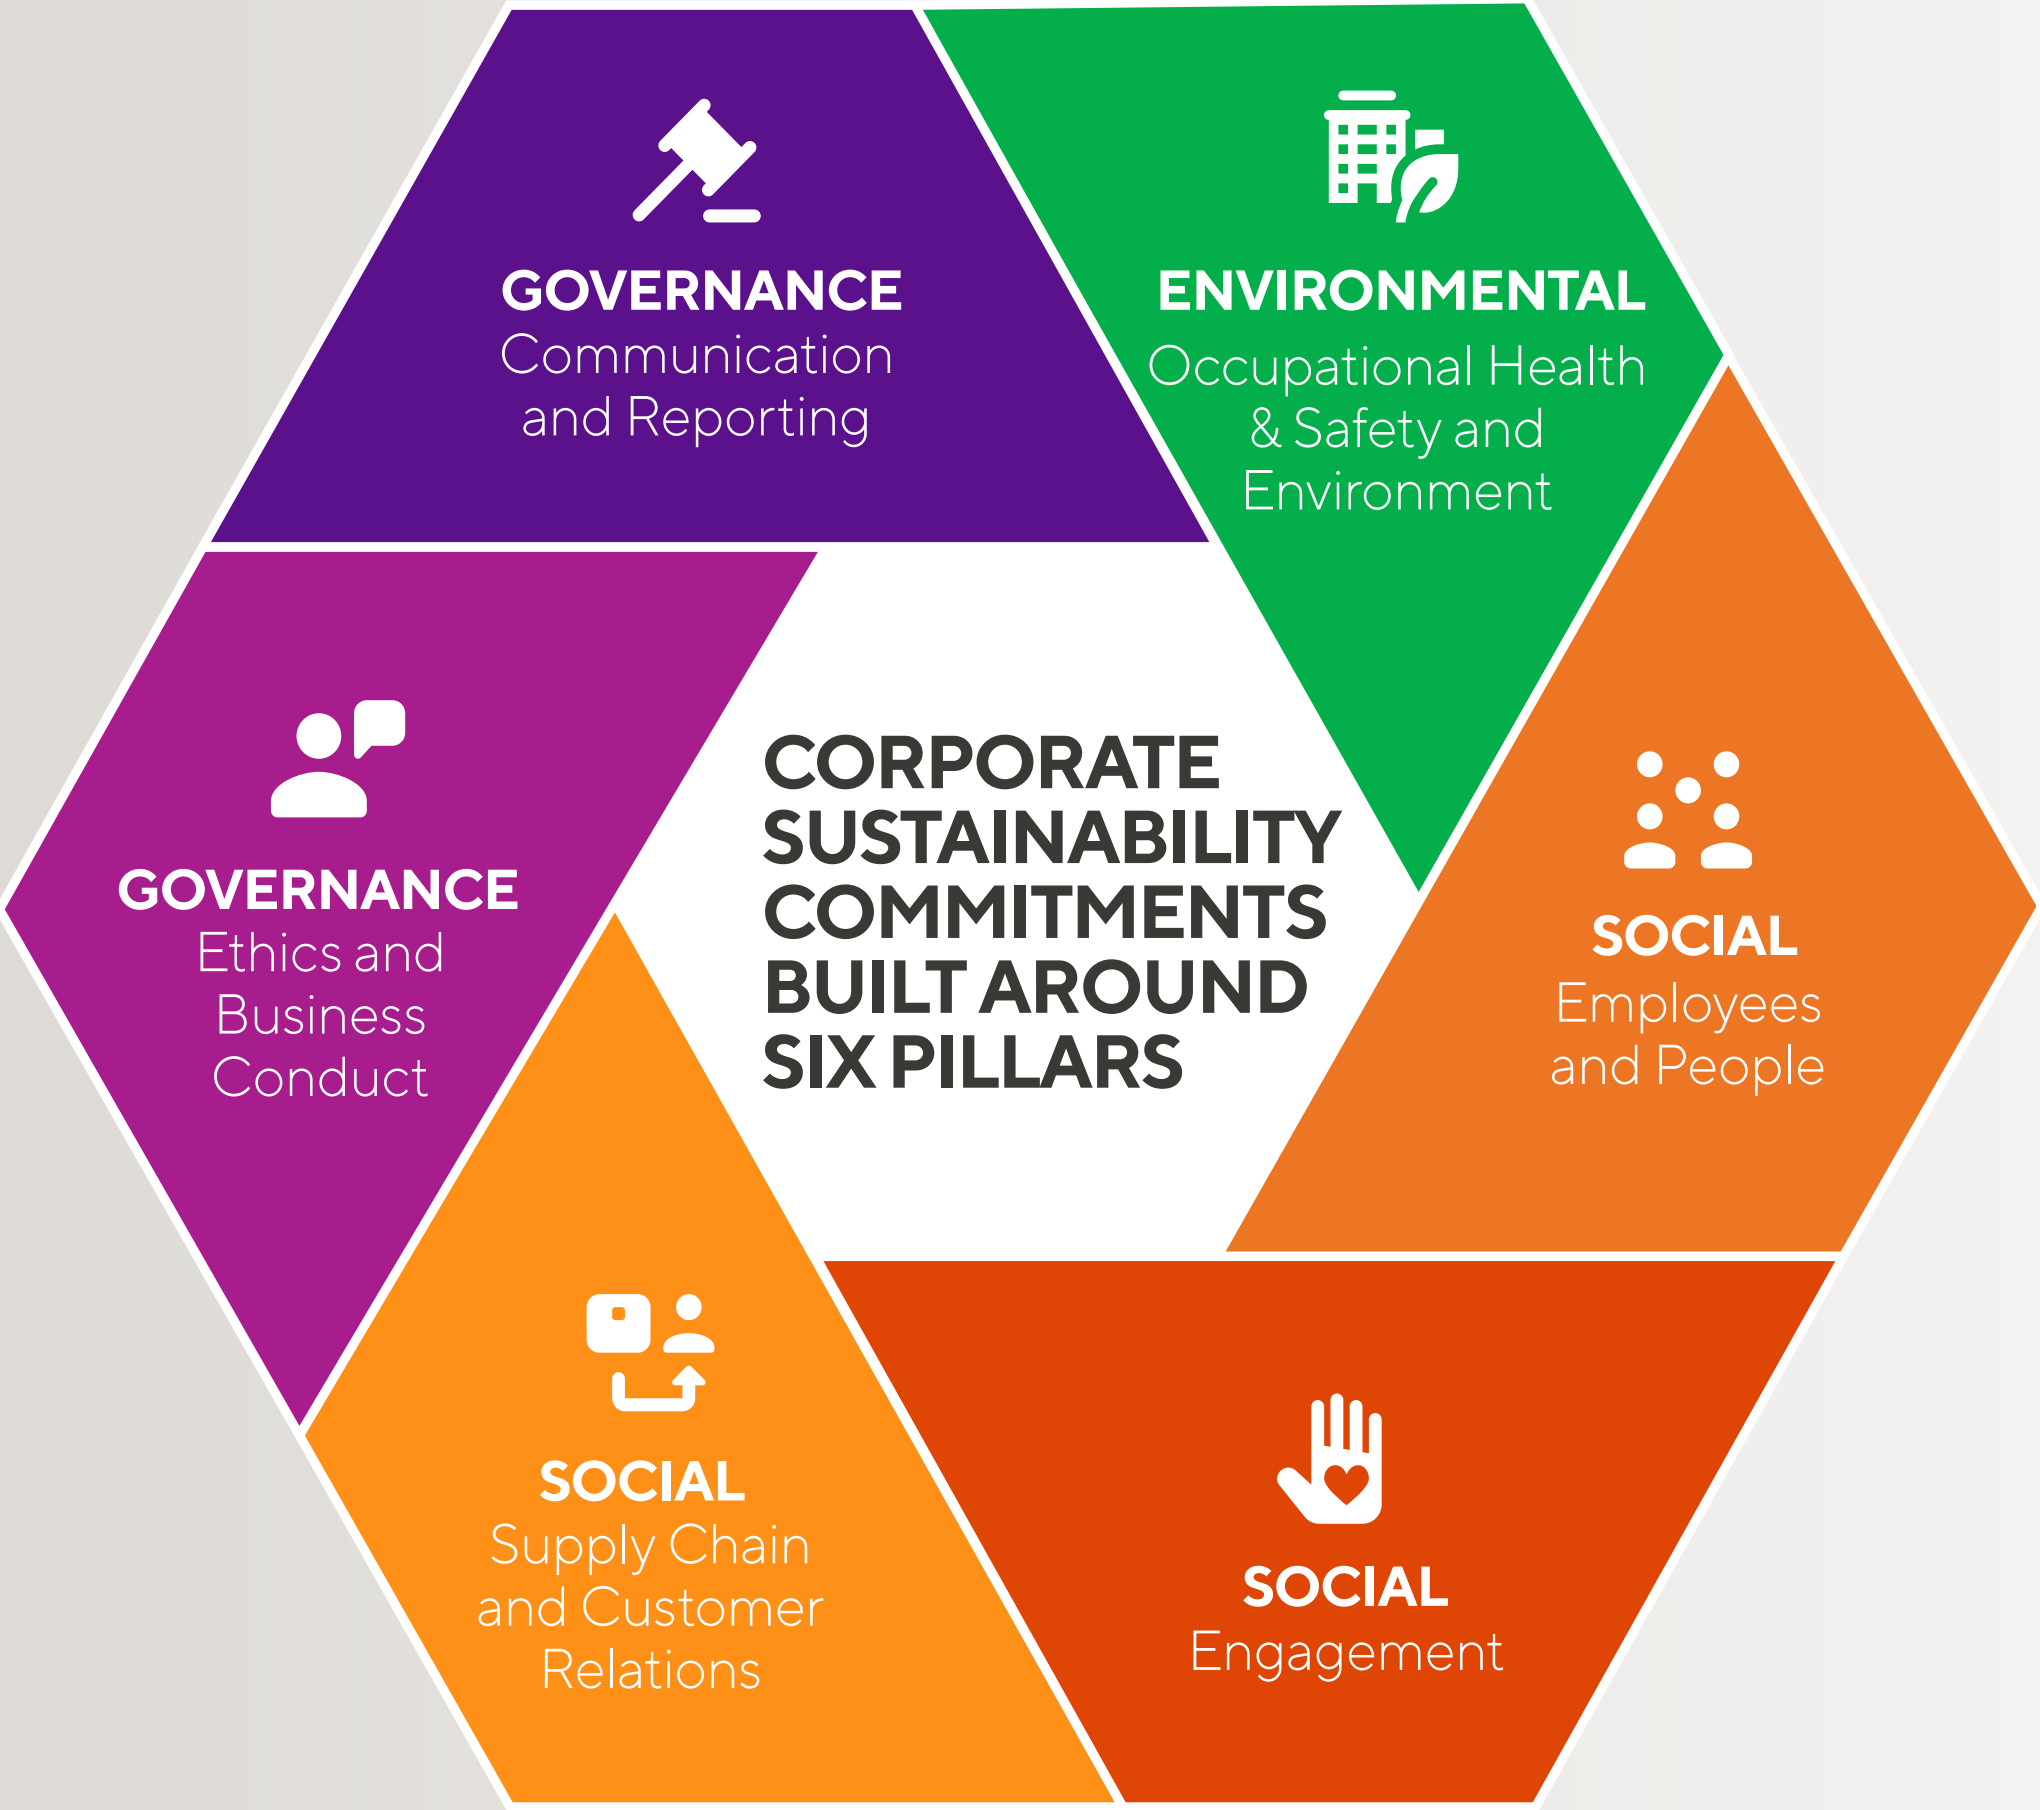 GOVERNANCE
Communication
and Reporting
ENVIRONMENTAL
Occupational Health
& Safety and
Environment
GOVERNANCE
Ethics and
Business
Conduct
CORPORATE
SUSTAINABILITY
COMMITMENTS
BUILT AROUND
SIX PILLARS
SOCIAL
Employees
and People
SOCIAL
Supply Chain
and Customer
Relations
SOCIAL
Engagement